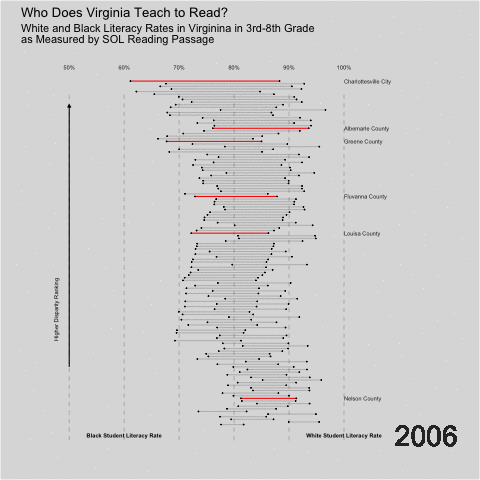 Who Does Virginia Teach to Read?
White and Black Literacy Rates in Virginina in 3rd-8th Grade
as Measured by SOL Reading Passage
50% 60% 70% 80% 90% 100%
Charlottesville City
Albemarle County
Greene County
Fluvanna County
Louisa County
Higher Disparity Ranking
Nelson County
Black Student Literacy Rate White Student Literacy Rate
2006